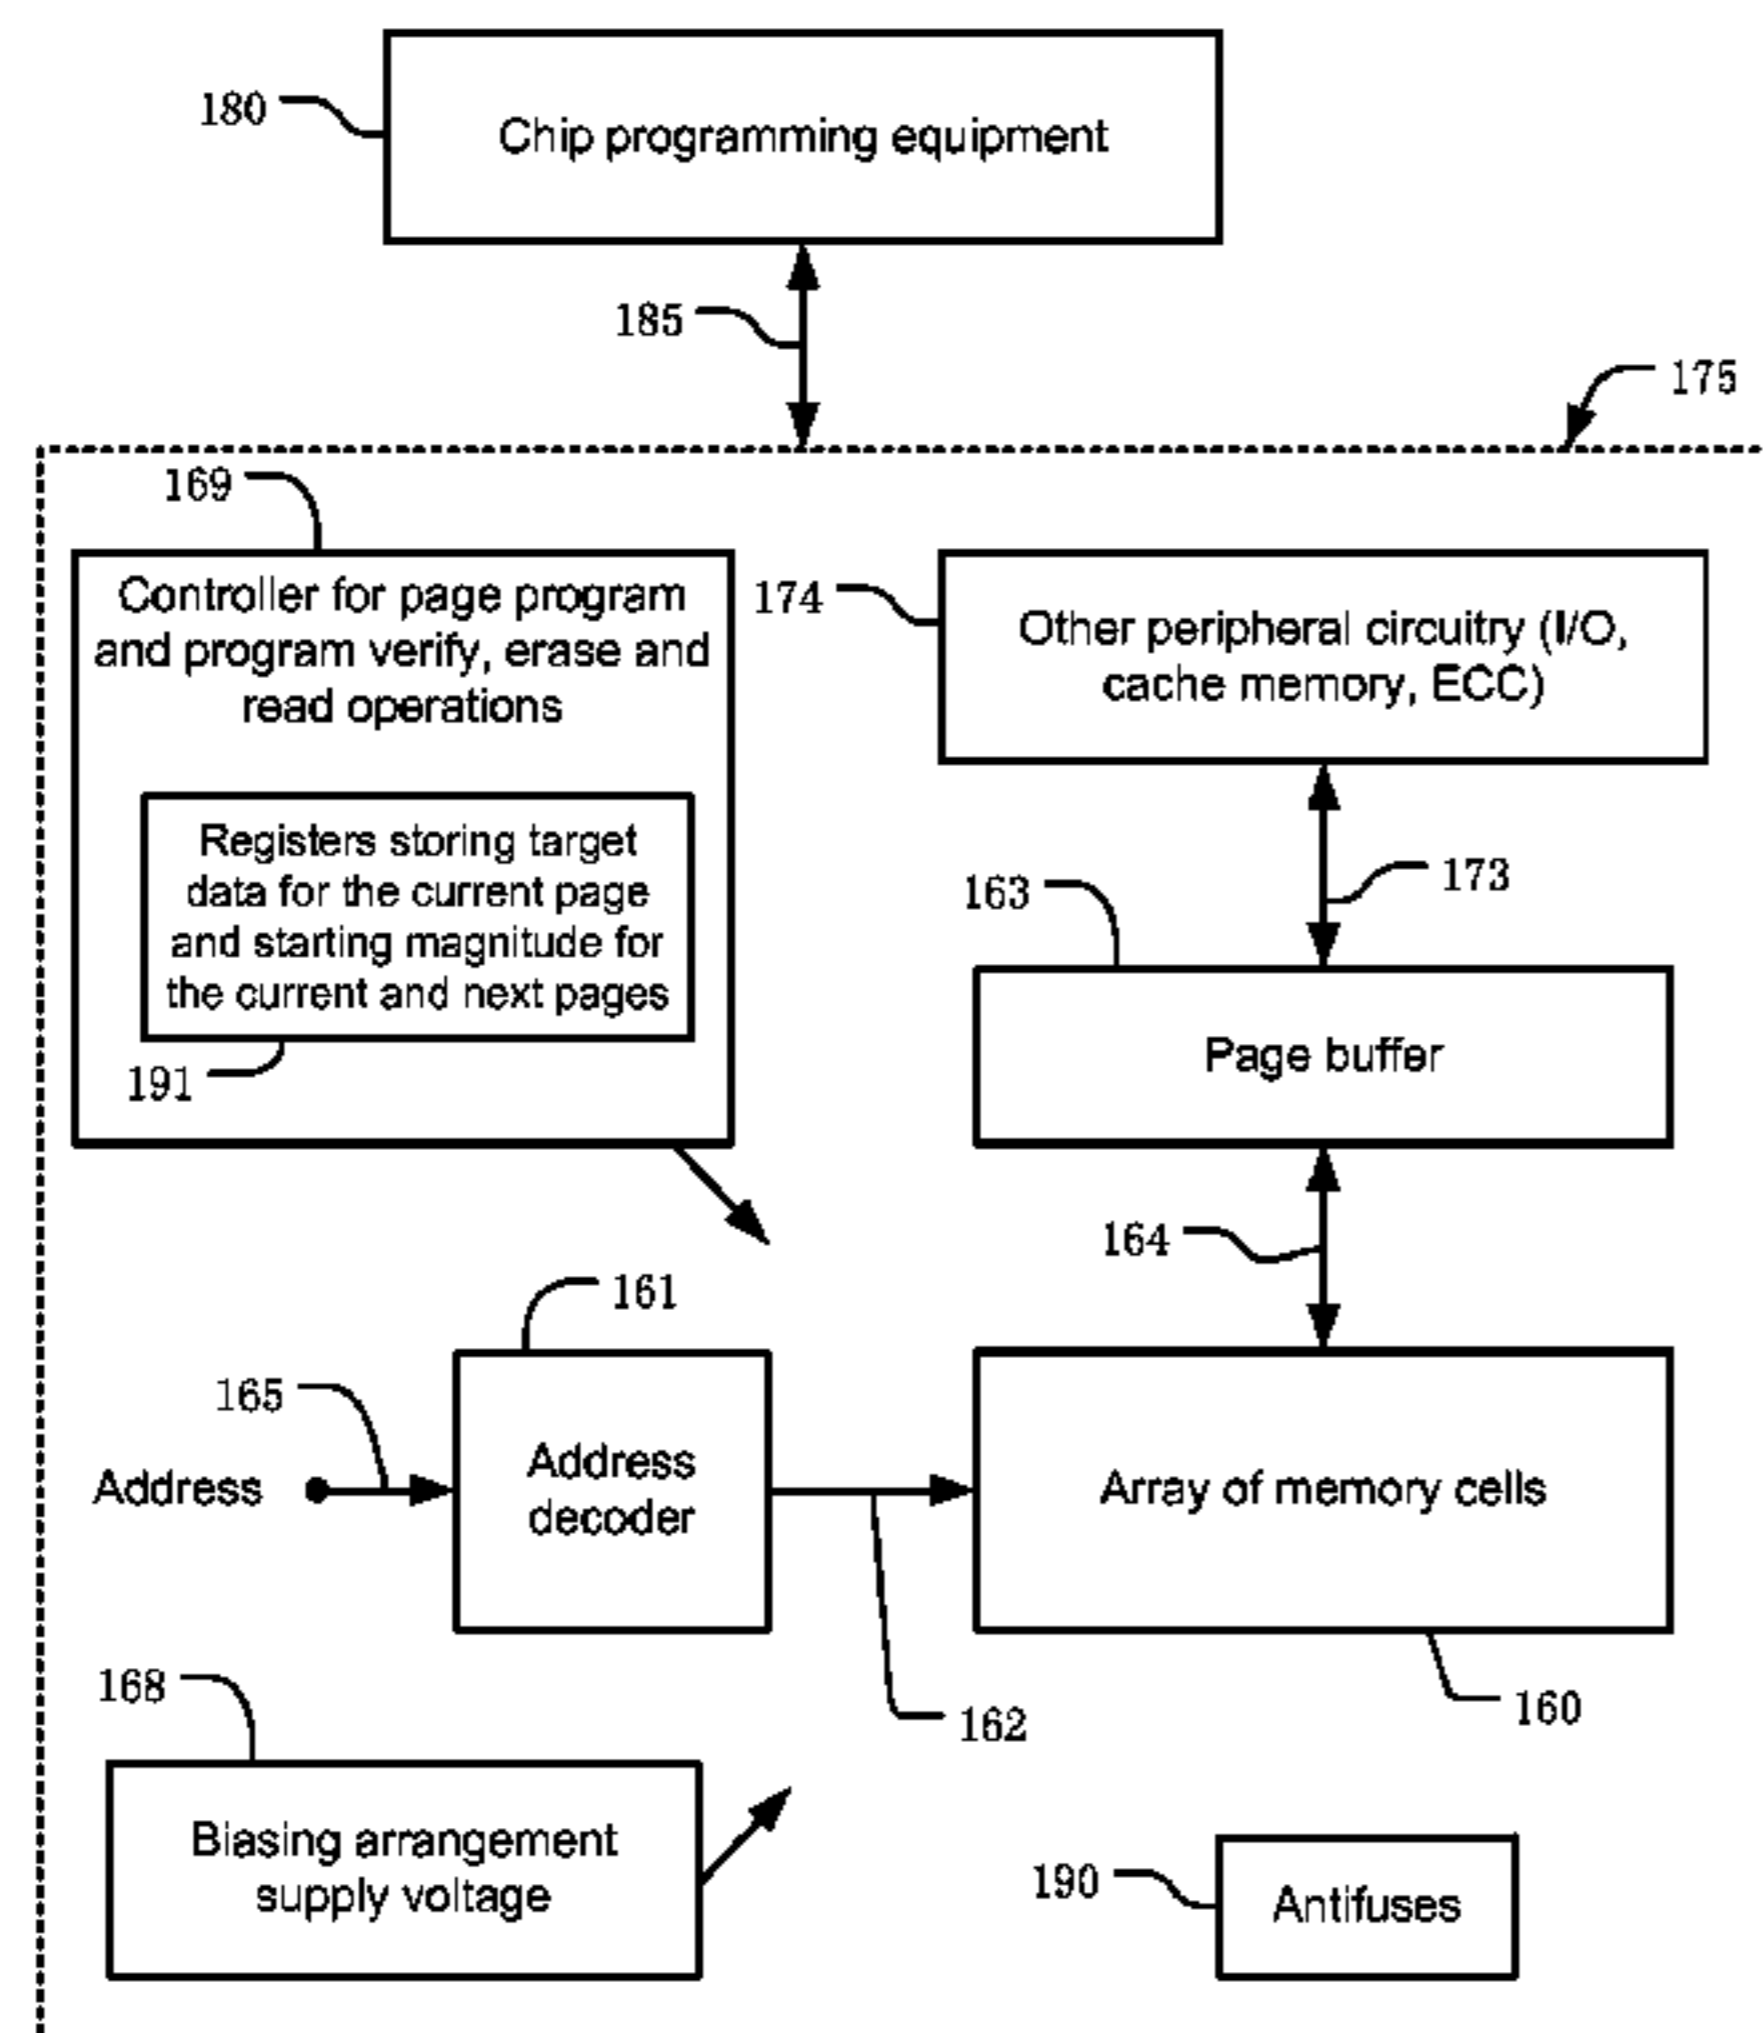 180
Chip programming equipment
185
175
169
Controller for page program
and program verify, erase and
read operations
174
Other peripheral circuitry (I/O,
cache memory, ECC)
Registers storing target
data for the current page
and starting magnitude for
the current and next pages
191
173
163
Page buffer
164
161
165
Address
Address
decoder
Array of memory cells
168
162
160
Biasing arrangement
supply voltage
190
Antifuses